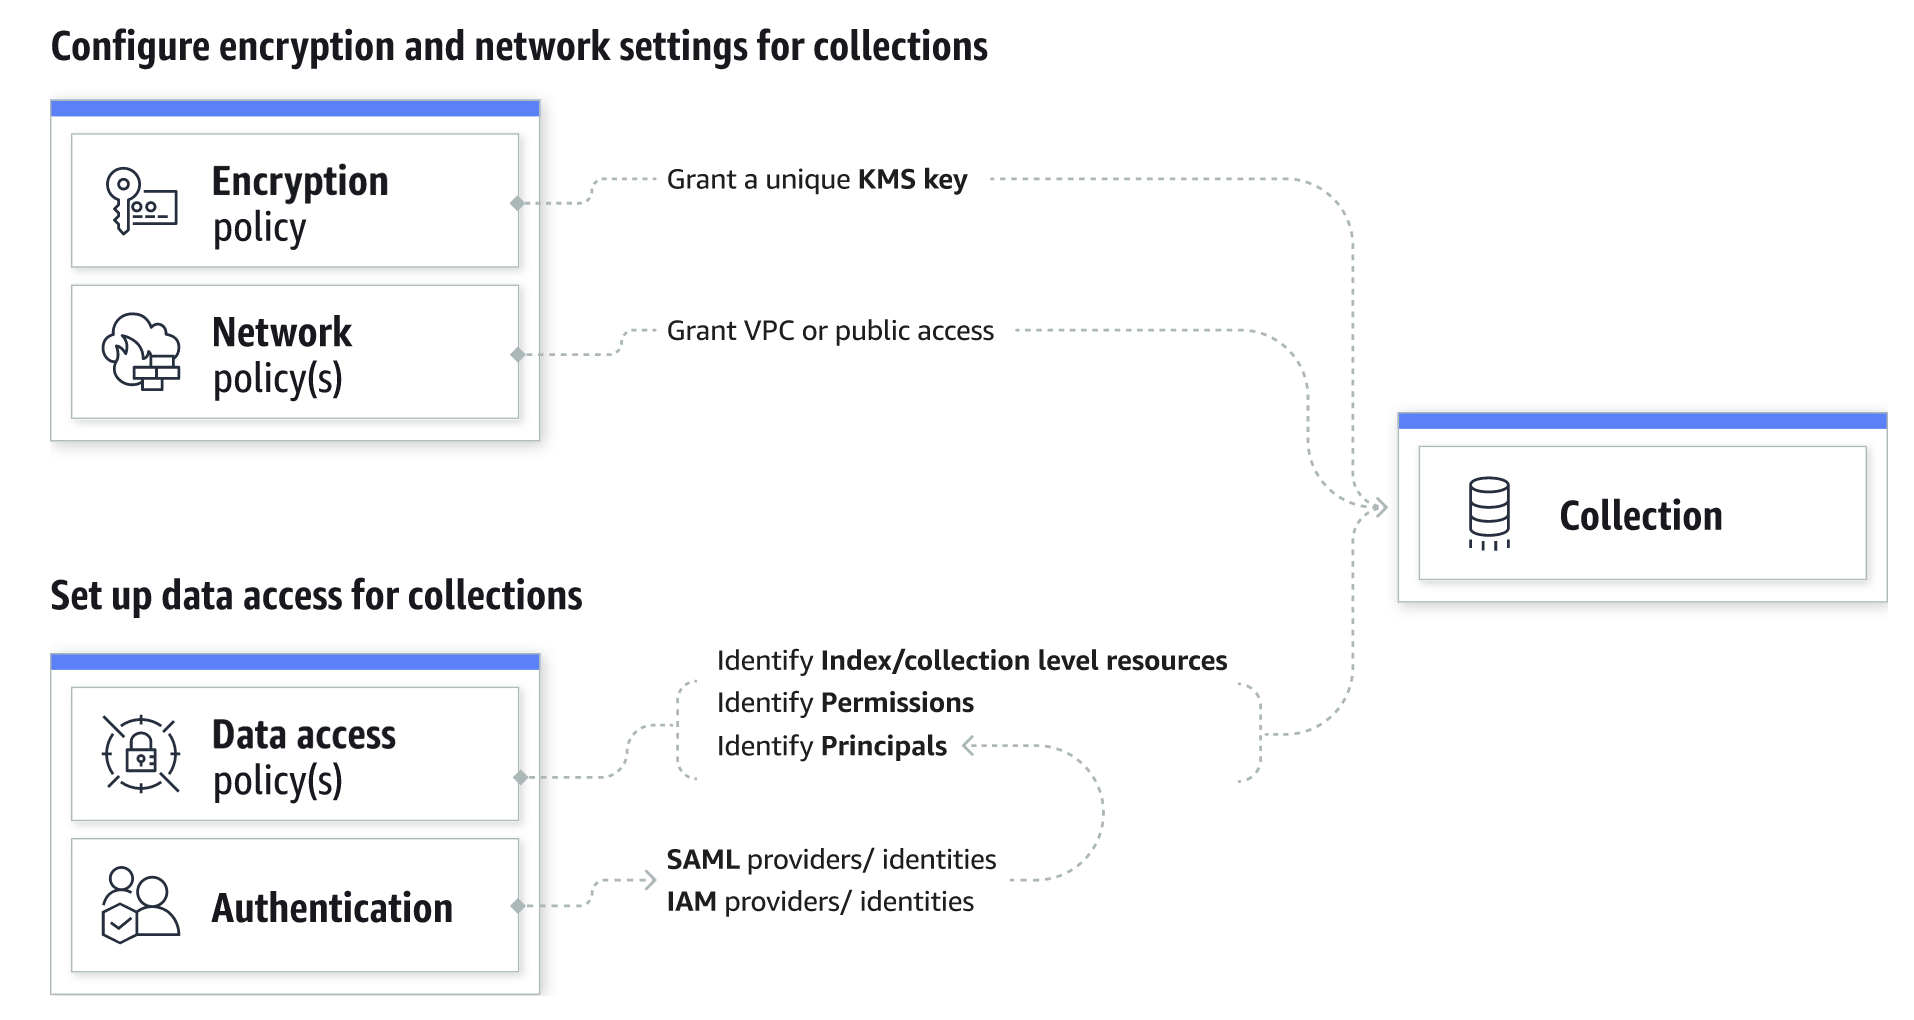 Configure encryption and network settings for collections
Encryption
policy
Grant a unique KMS key
Network
policy(s)
Grant VPC or public access
Collection
Set up data access for collections
Data access
policy(s)
Identify Index/collection level resources
Identify Permissions
Identify Principals
Authentication
SAML providers/ identities
IAM providers/ identities